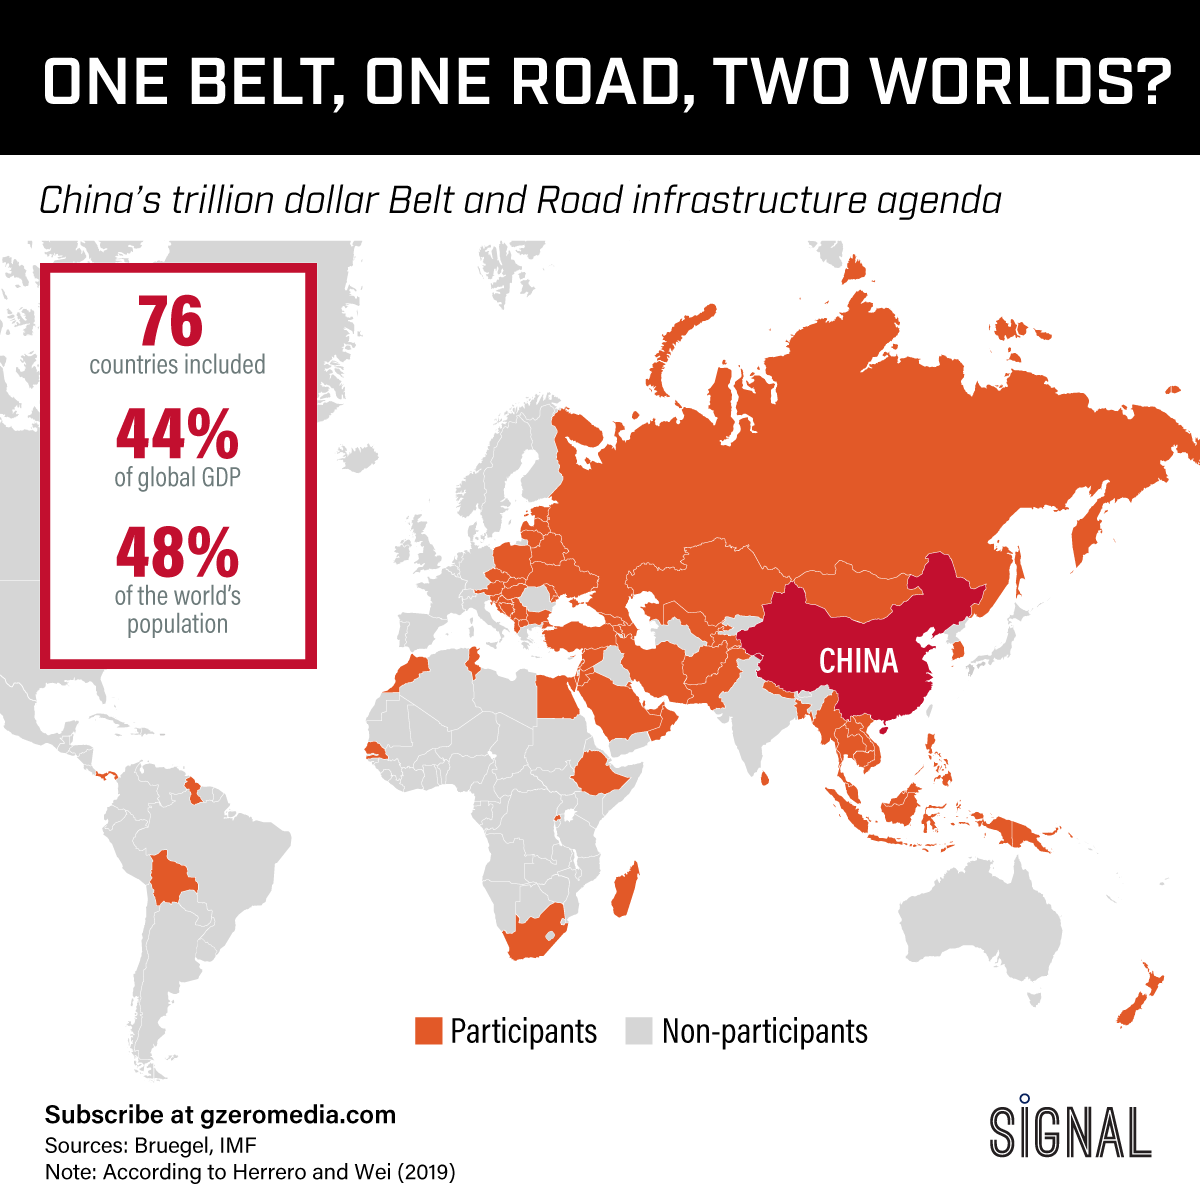 ONE BELT, ONE ROAD, TWO WORLDS?
China's trillion dollar Belt and Road infrastructure agenda
76
countries included
44%
of global GDP
48%
of the world's
population
CHINA
Participants
Non-participants
Subscribe at gzeromedia.com
Sources: Bruegel, IMF
Note: According to Herrero and Wei (2019)
SIGNAL